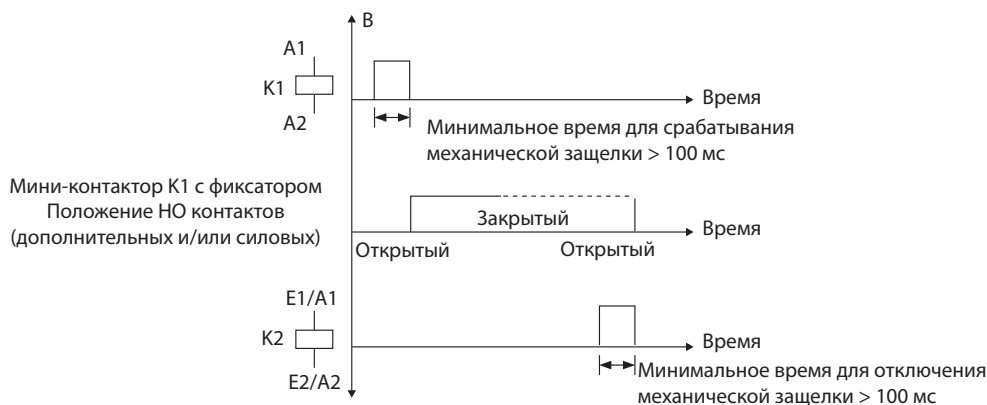 В
A1
K1
A2
Время
Минимальное время для срабатывания
механической защелки > 100 мс
Мини-контактор K1 с фиксатором
Положение НО контактов
(дополнительных и/или силовых)
Закрытый
Время
Открытый
Открытый
E1/A1
K2
E2/A2
Время
Минимальное время для отключения
механической защелки > 100 мс